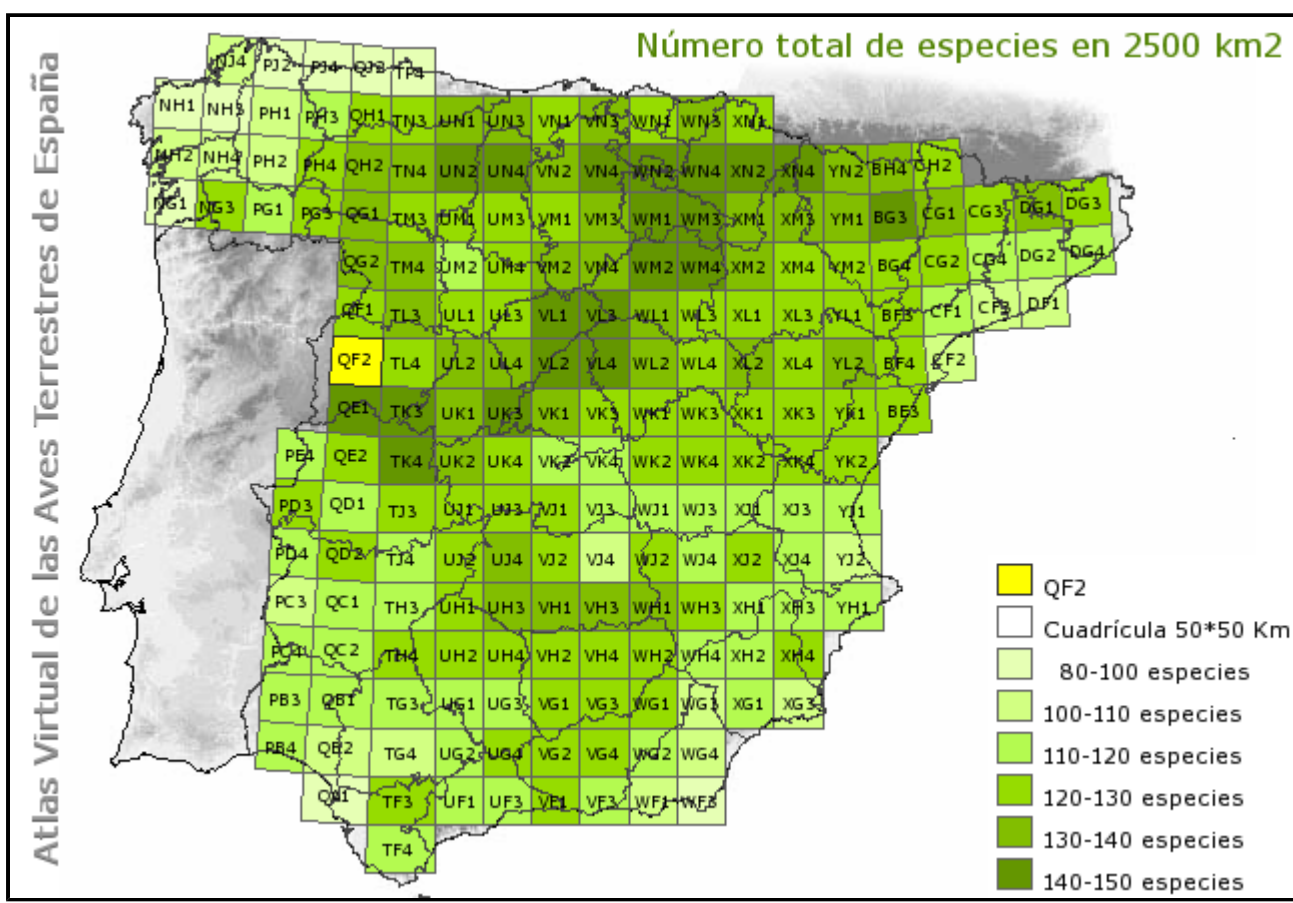 Número total de especies en 2500 km2
Atlas Virtual de las Aves Terrestres de España
NJ4 PJ2 PJ4 QJ2 TP4
NH1 NH3 PH1 PH3 QH1 TN3 UN1 UN3 VN1 VN3 WN1 WN3 XN1
NH2 NH4 PH2 PH4 QH2 TN4 UN2 UN4 VN2 VN4 WN2 WN4 XN2 XN4 YN2 BH4 CH2
NG1 NG3 PG1 PG3 QG1 TM3 UM1 UM3 VM1 VM3 WM1 WM3 XM1 XM3 YM1 BG3 CG1 CG3 DG1 DG3
QG2 TM4 UM2 UM4 VM2 VM4 WM2 WM4 XM2 XM4 YM2 BG4 CG2 CG4 DG2 DG4
QF1 TL3 UL1 UL3 VL1 VL3 WL1 WL3 XL1 XL3 YL1 BF3 CF1 CF3 DF1
QF2 TL4 UL2 UL4 VL2 VL4 WL2 WL4 XL2 XL4 YL2 BF4 CF2
QE1 TK3 UK1 UK3 VK1 VK3 WK1 WK3 XK1 XK3 YK1 BE3
PE4 QE2 TK4 UK2 UK4 VK2 VK4 WK2 WK4 XK2 XK4 YK2
PD3 QD1 TJ3 UJ1 UJ3 VJ1 VJ3 WJ1 WJ3 XJ1 XJ3 YJ1
PD4 QD2 TJ4 UJ2 UJ4 VJ2 VJ4 WJ2 WJ4 XJ2 XJ4 YJ2
PC3 QC1 TH3 UH1 UH3 VH1 VH3 WH1 WH3 XH1 XH3 YH1
PC4 QC2 TH4 UH2 UH4 VH2 VH4 WH2 WH4 XH2 XH4
PB3 QB1 TG3 UG1 UG3 VG1 VG3 WG1 WG3 XG1 XG3
PB4 QB2 TG4 UG2 UG4 VG2 VG4 WG2 WG4
QA1 TF3 UF1 UF3 VF1 VF3 WF1 WF3
TF4
QF2
Cuadrícula 50*50 Km
80-100 especies
100-110 especies
110-120 especies
120-130 especies
130-140 especies
140-150 especies